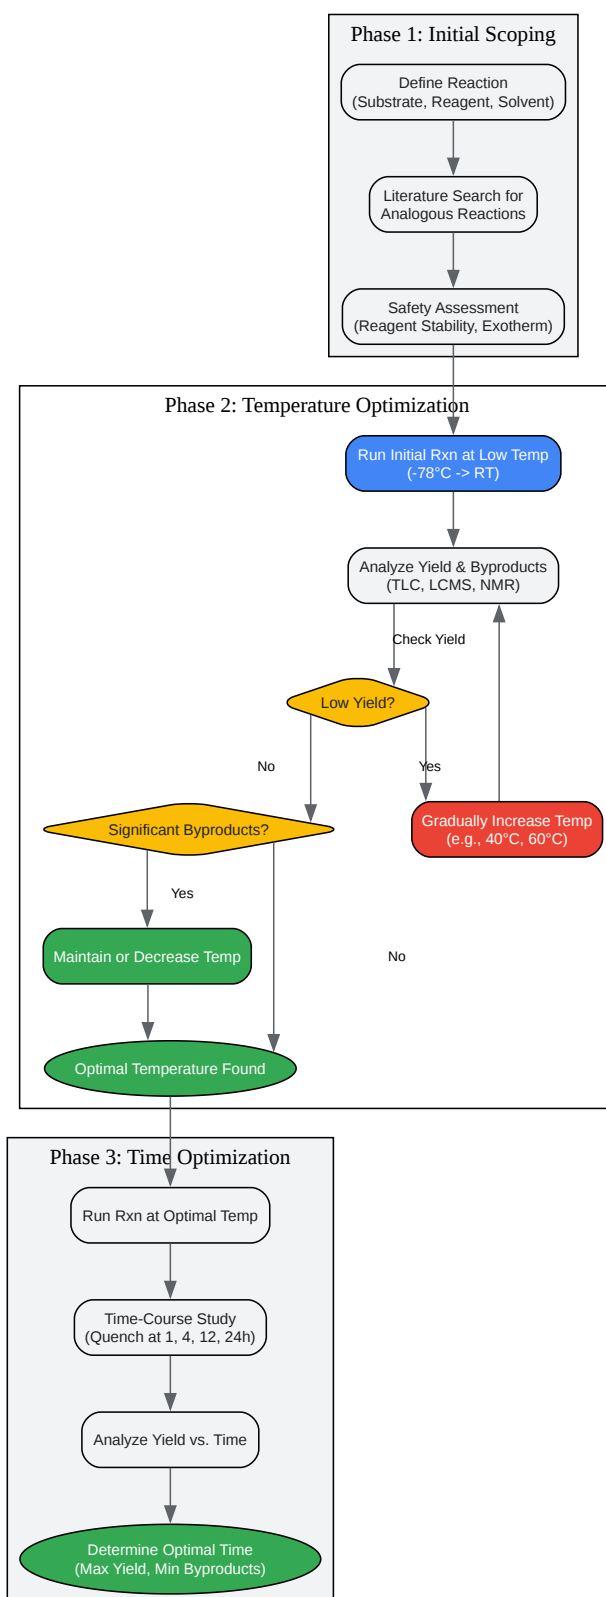 Phase 1: Initial Scoping
Define Reaction
(Substrate, Reagent, Solvent)
Literature Search for
Analogous Reactions
Safety Assessment
(Reagent Stability, Exotherm)
Phase 2: Temperature Optimization
Run Initial Rxn at Low Temp
(-78°C -> RT)
Analyze Yield & Byproducts
(TLC, LCMS, NMR)
Check Yield
Low Yield?
No
Yes
Significant Byproducts?
Gradually Increase Temp
(e.g., 40°C, 60°C)
Yes
Maintain or Decrease Temp
No
Optimal Temperature Found
Phase 3: Time Optimization
Run Rxn at Optimal Temp
Time-Course Study
(Quench at 1, 4, 12, 24h)
Analyze Yield vs. Time
Determine Optimal Time
(Max Yield, Min Byproducts)